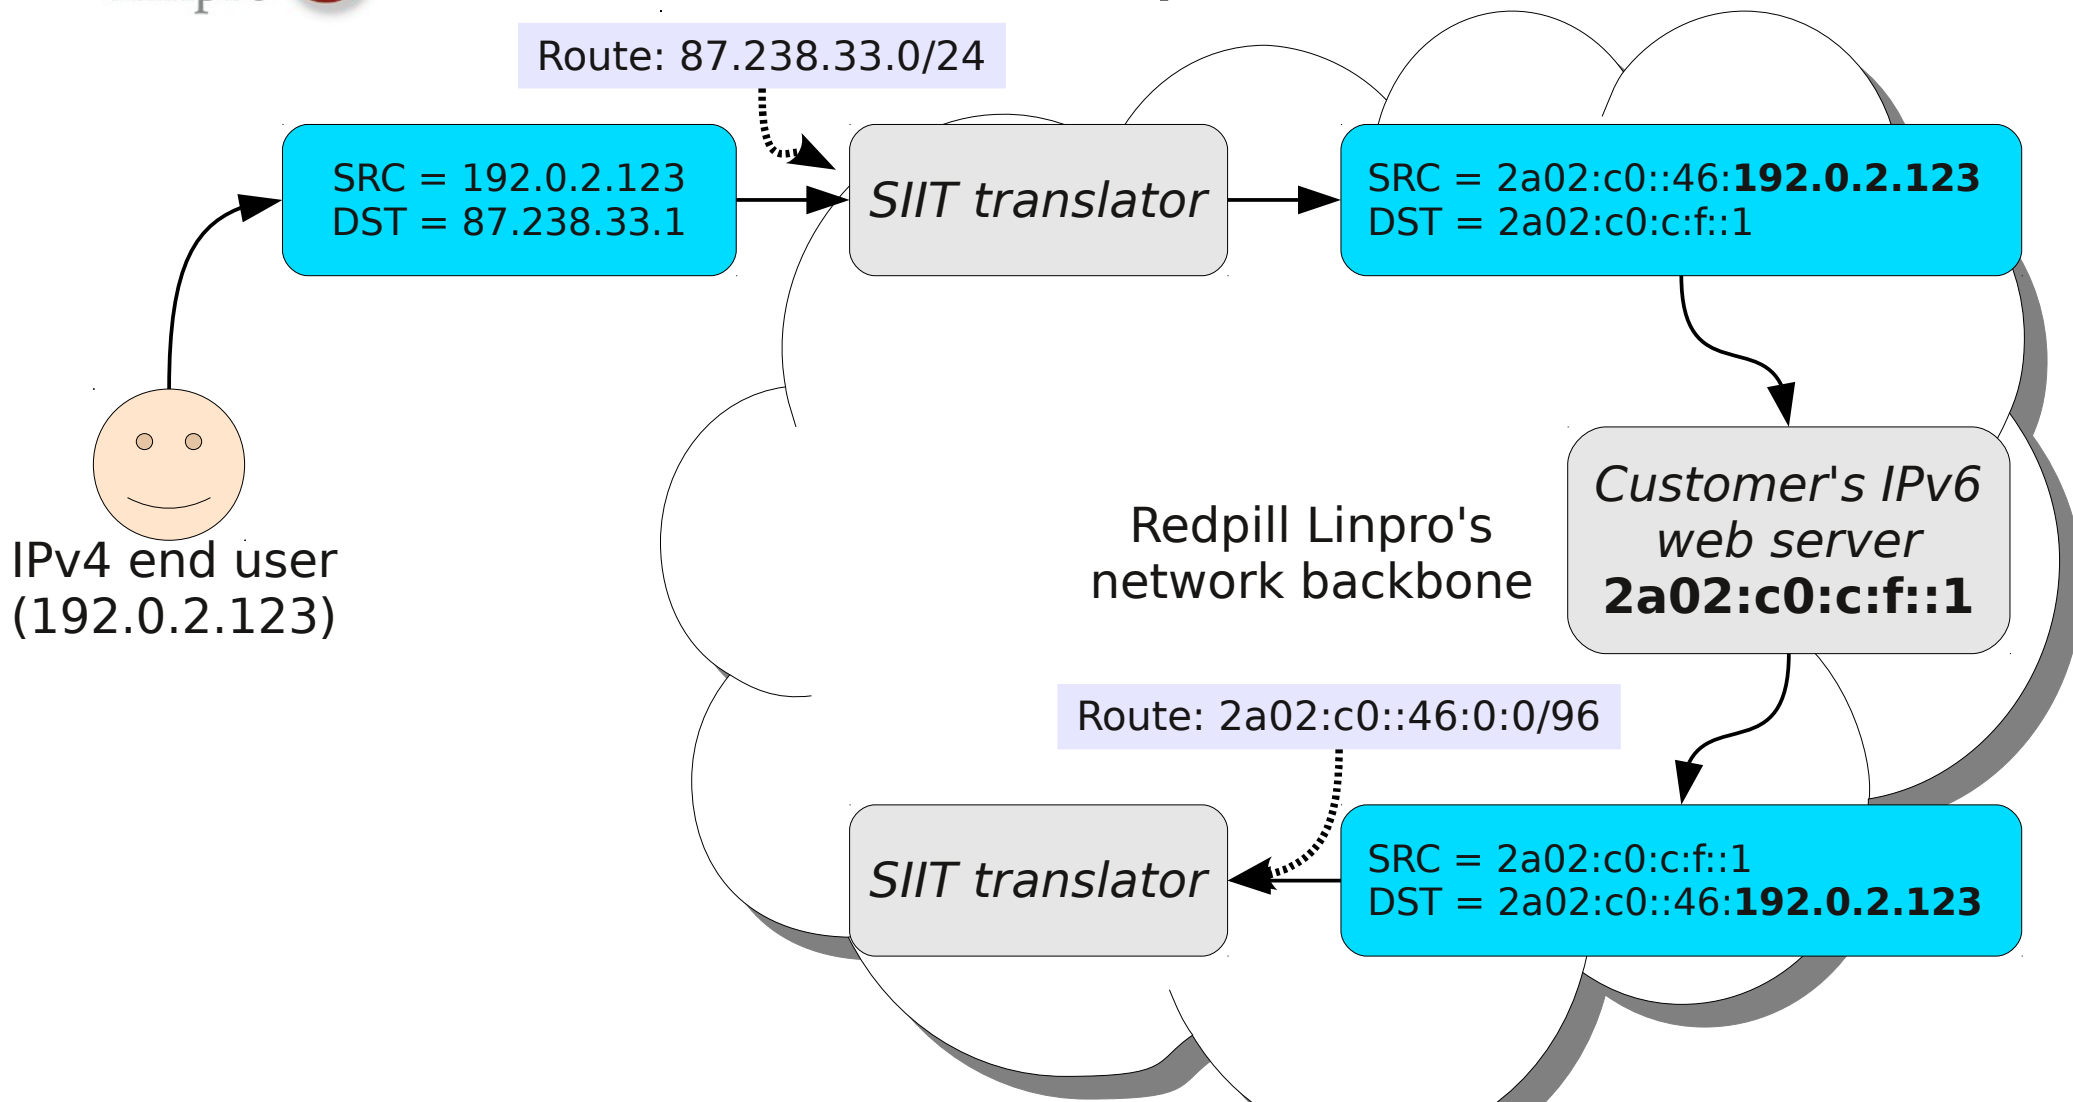 Route: 87.238.33.0/24
SRC = 192.0.2.123
DST = 87.238.33.1
SIIT translator
SRC = 2a02:c0::46:192.0.2.123
DST = 2a02:c0:c:f::1
IPv4 end user
(192.0.2.123)
Redpill Linpro's
network backbone
Customer's IPv6
web server
2a02:c0:c:f::1
Route: 2a02:c0::46:0:0/96
SIIT translator
SRC = 2a02:c0:c:f::1
DST = 2a02:c0::46:192.0.2.123